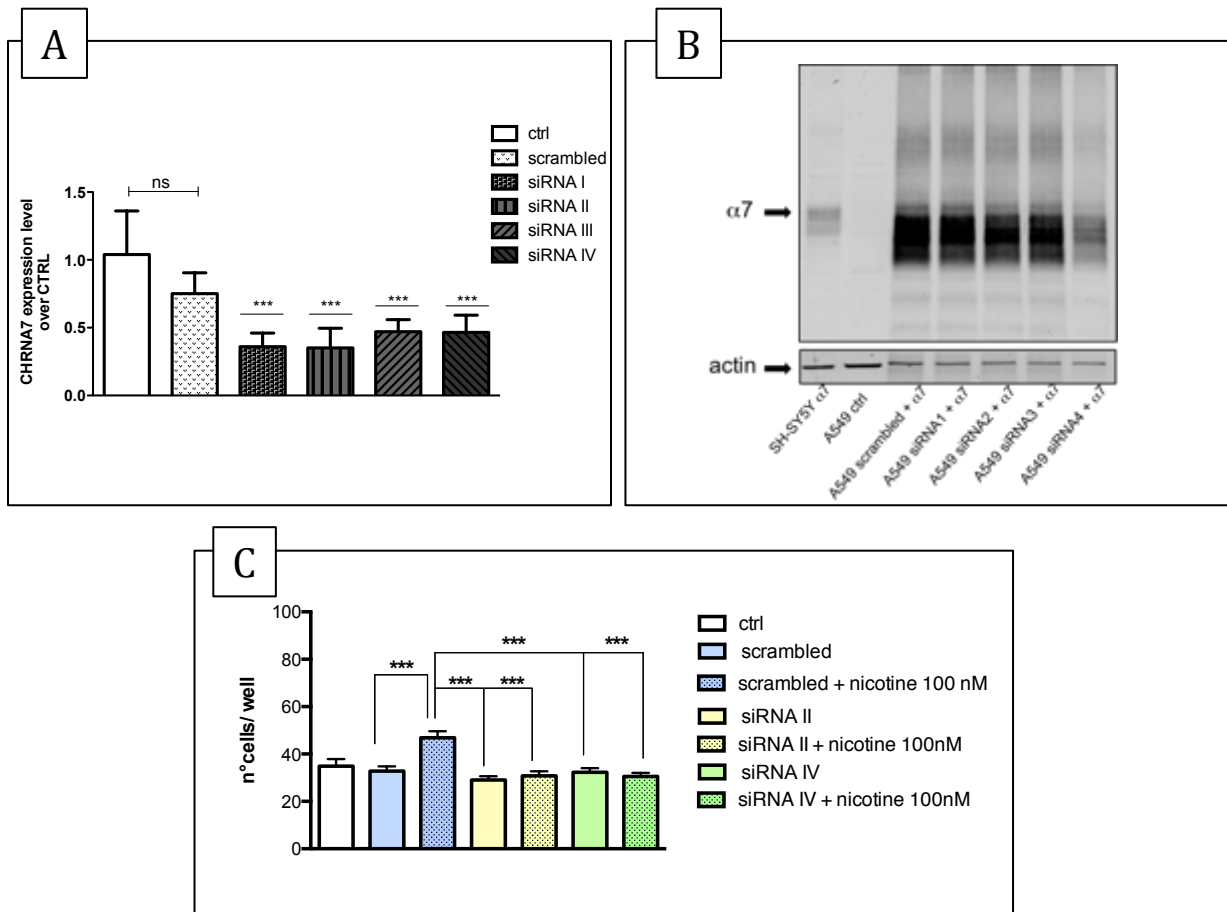 A
CHRNA7 expression level
over CTRL
1.5
1.0
0.5
0.0
ns
***
***
***
***
ctrl
scrambled
siRNA I
siRNA II
siRNA III
siRNA IV
B
α7
actin
SH-SY5Y α7
A549 ctrl
A549 scrambled + α7
A549 siRNA1 + α7
A549 siRNA2 + α7
A549 siRNA3 + α7
A549 siRNA4 + α7
C
n°cells/ well
100
80
60
40
20
0
***
***
***
***
***
ctrl
scrambled
scrambled + nicotine 100 nM
siRNA II
siRNA II + nicotine 100nM
siRNA IV
siRNA IV + nicotine 100nM